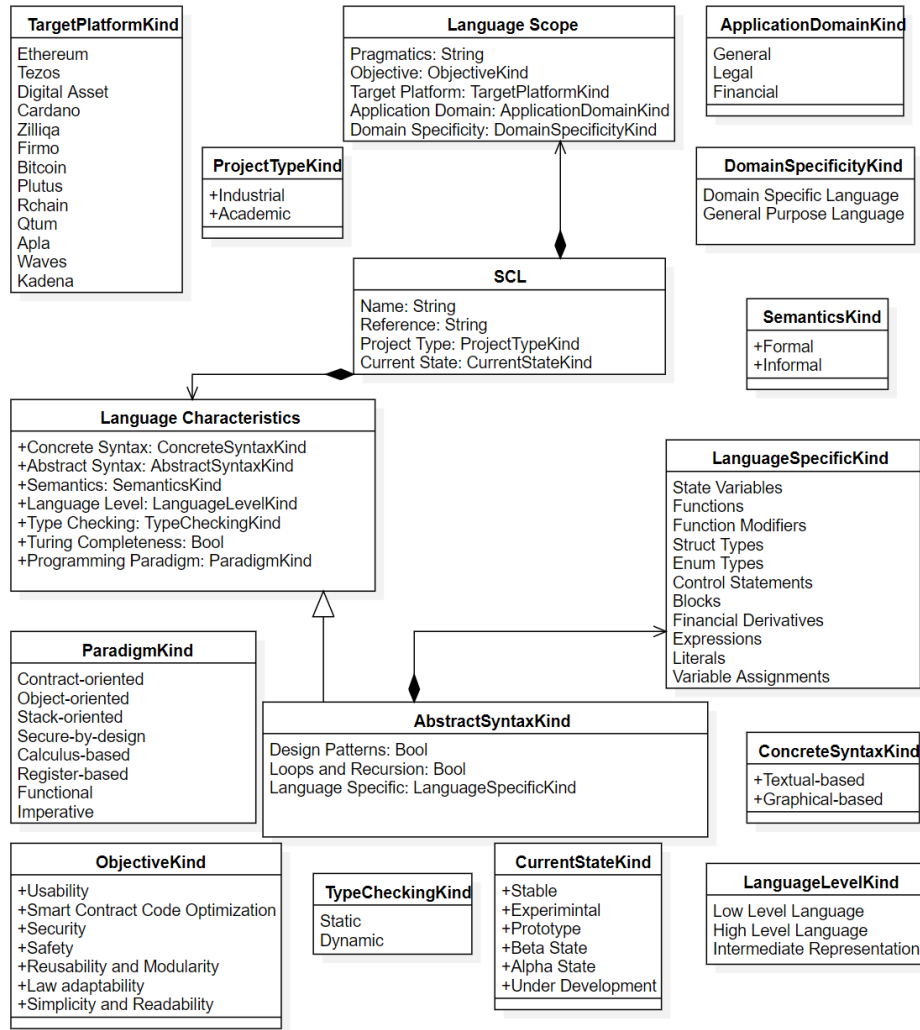 TargetPlatformKind
Ethereum
Tezos
Digital Asset
Cardano
Zilliqa
Firmo
Bitcoin
Plutus
Rchain
Qtum
Apla
Waves
Kadena
Language Scope
Pragmatics: String
Objective: ObjectiveKind
Target Platform: TargetPlatformKind
Application Domain: ApplicationDomainKind
Domain Specificity: DomainSpecificityKind
ApplicationDomainKind
General
Legal
Financial
ProjectTypeKind
+Industrial
+Academic
DomainSpecificityKind
Domain Specific Language
General Purpose Language
SCL
Name: String
Reference: String
Project Type: ProjectTypeKind
Current State: CurrentStateKind
SemanticsKind
+Formal
+Informal
Language Characteristics
+Concrete Syntax: ConcreteSyntaxKind
+Abstract Syntax: AbstractSyntaxKind
+Semantics: SemanticsKind
+Language Level: LanguageLevelKind
+Type Checking: TypeCheckingKind
+Turing Completeness: Bool
+Programming Paradigm: ParadigmKind
LanguageSpecificKind
State Variables
Functions
Function Modifiers
Struct Types
Enum Types
Control Statements
Blocks
Financial Derivatives
Expressions
Literals
Variable Assignments
ParadigmKind
Contract-oriented
Object-oriented
Stack-oriented
Secure-by-design
Calculus-based
Register-based
Functional
Imperative
AbstractSyntaxKind
Design Patterns: Bool
Loops and Recursion: Bool
Language Specific: LanguageSpecificKind
ConcreteSyntaxKind
+Textual-based
+Graphical-based
ObjectiveKind
+Usability
+Smart Contract Code Optimization
+Security
+Safety
+Reusability and Modularity
+Law adaptability
+Simplicity and Readability
TypeCheckingKind
Static
Dynamic
CurrentStateKind
+Stable
+Experimintal
+Prototype
+Beta State
+Alpha State
+Under Development
LanguageLevelKind
Low Level Language
High Level Language
Intermediate Representation